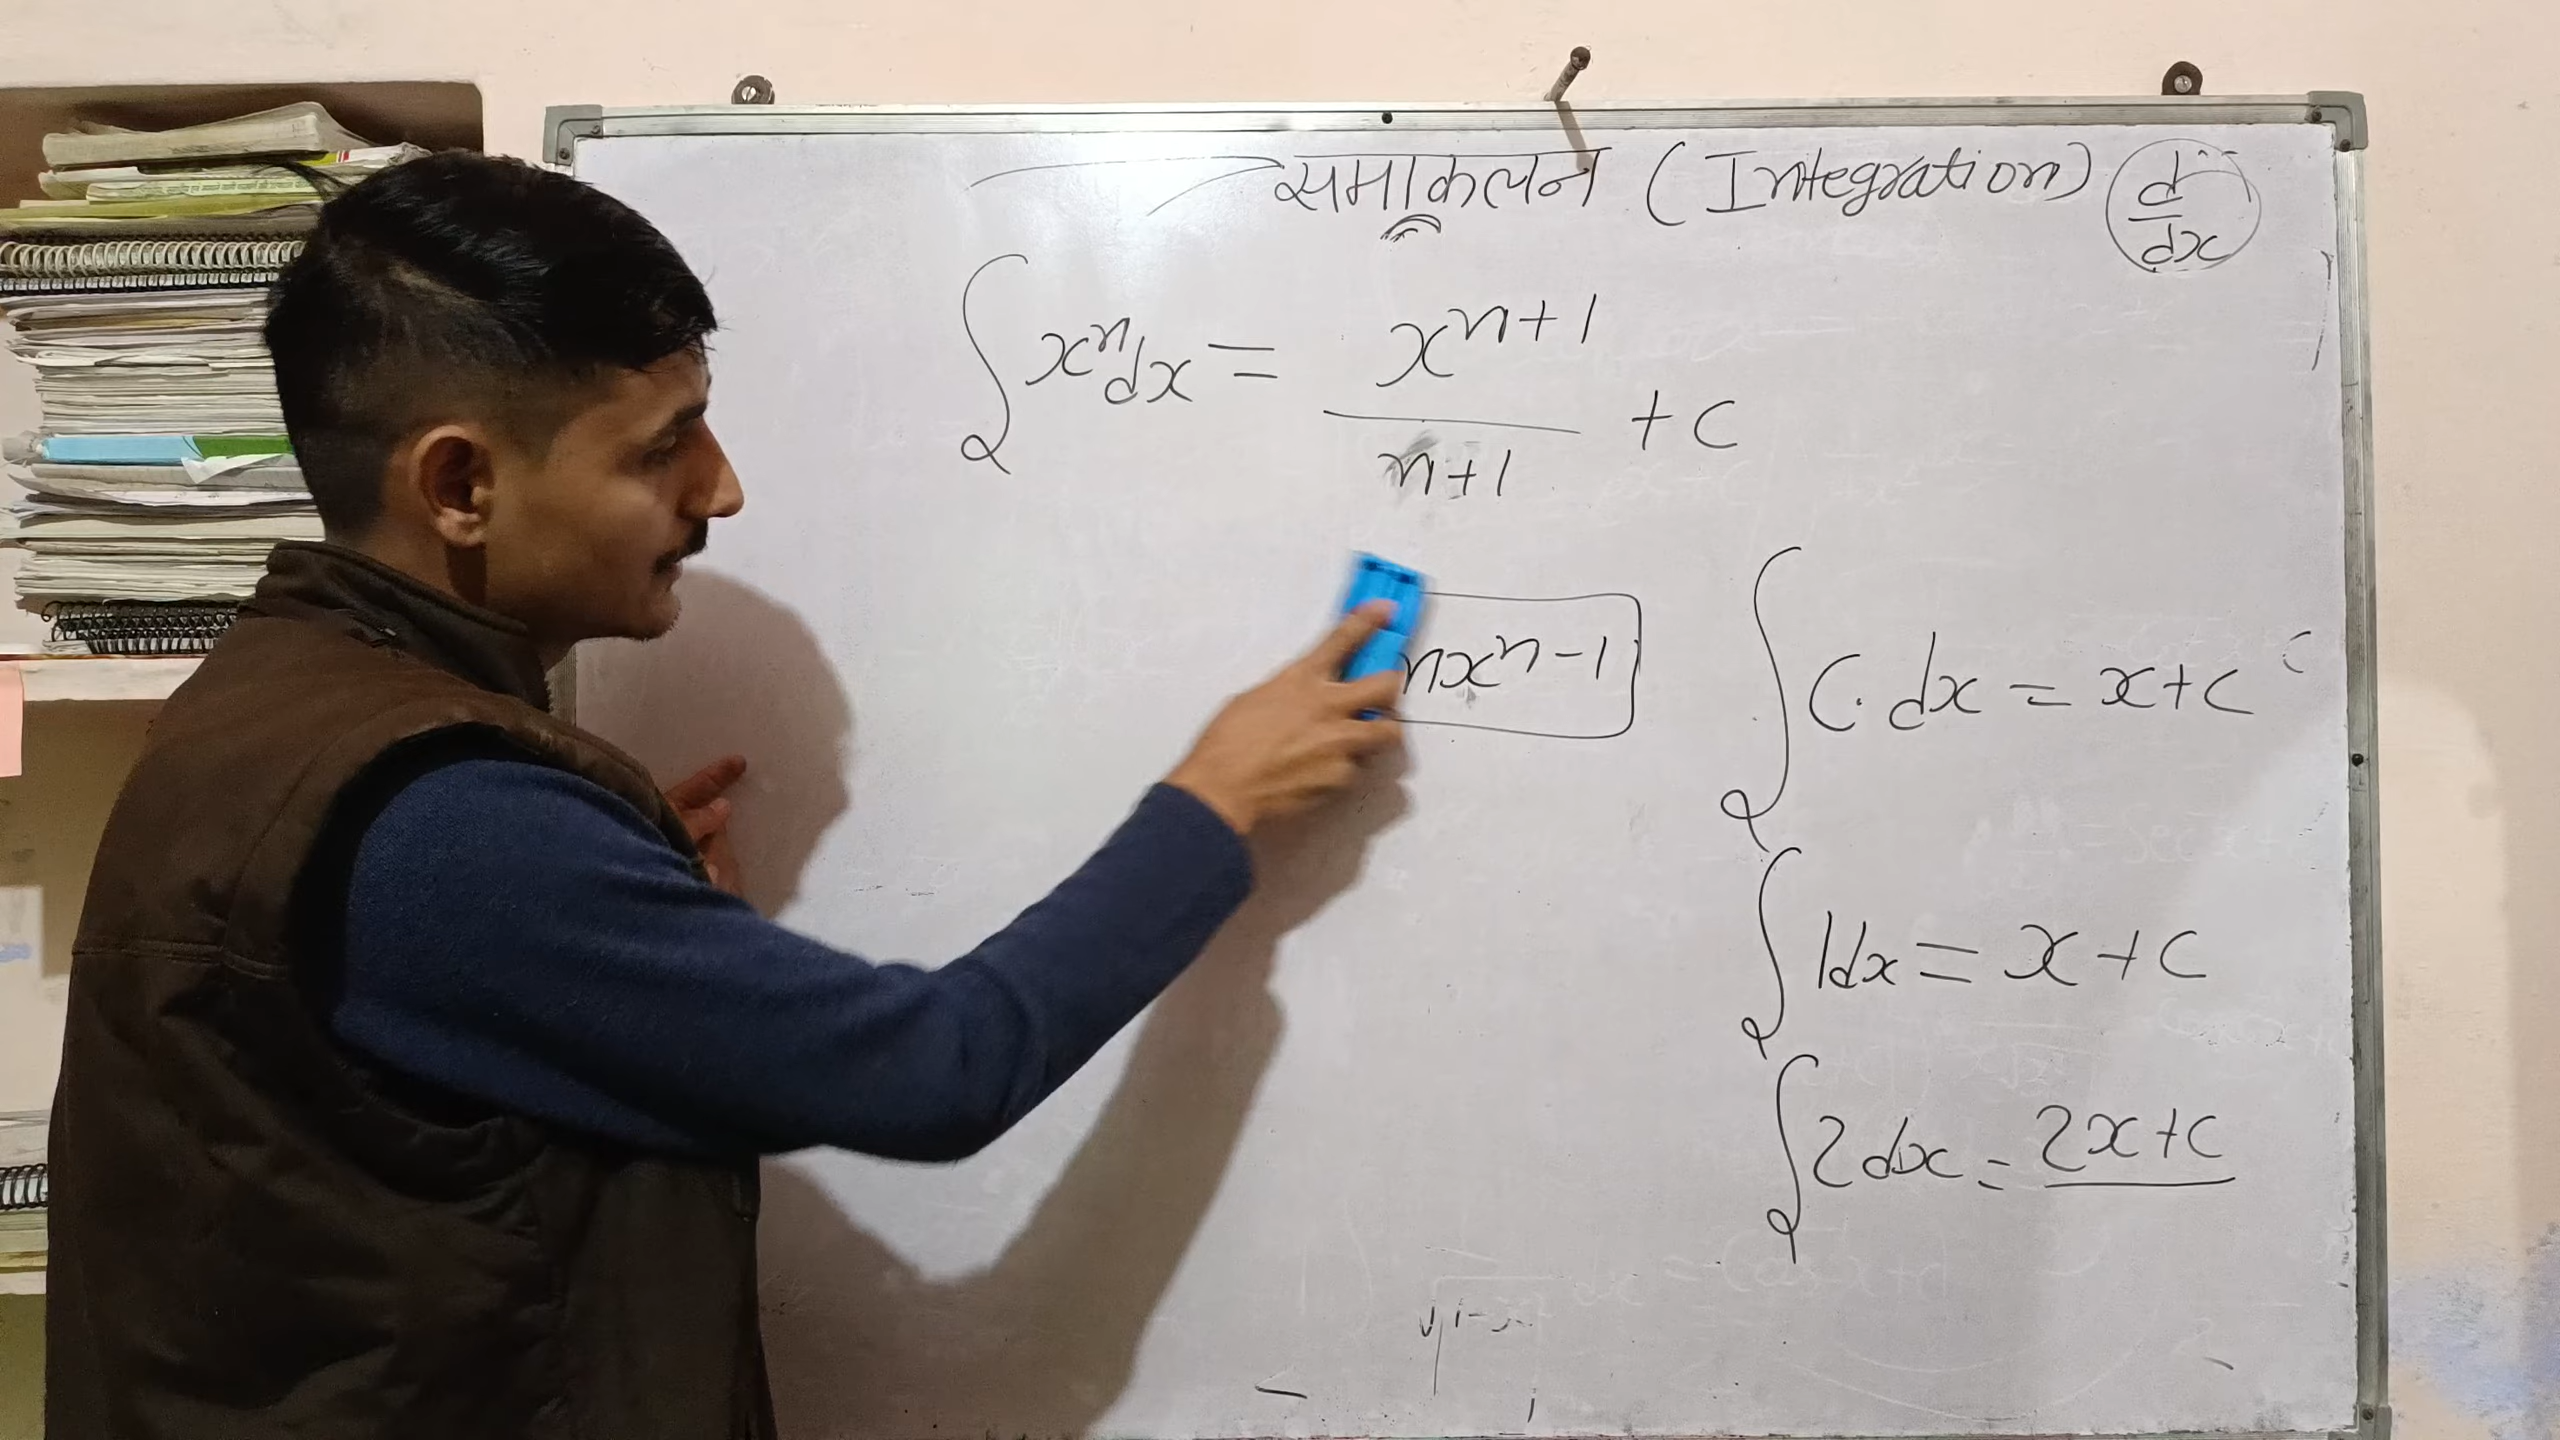 समाकलन (Integration) d/dx
∫xⁿdx = xⁿ⁺¹/n+1 + c
nxⁿ⁻¹
∫C. dx = x+c
∫1dx = x+c
∫2dx = 2x+c